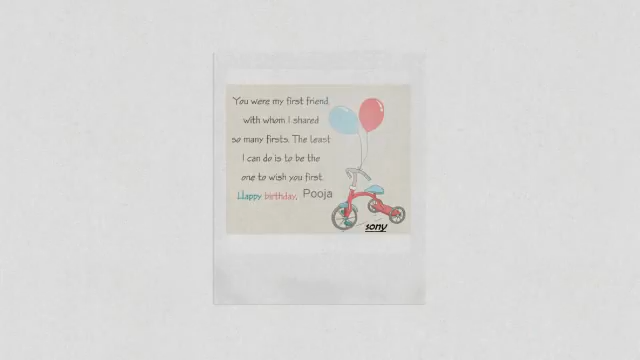 You were my first friend,
with whom I shared
so many firsts. The least
I can do is to be the
one to wish you first.
Happy birthday, Pooja
sony